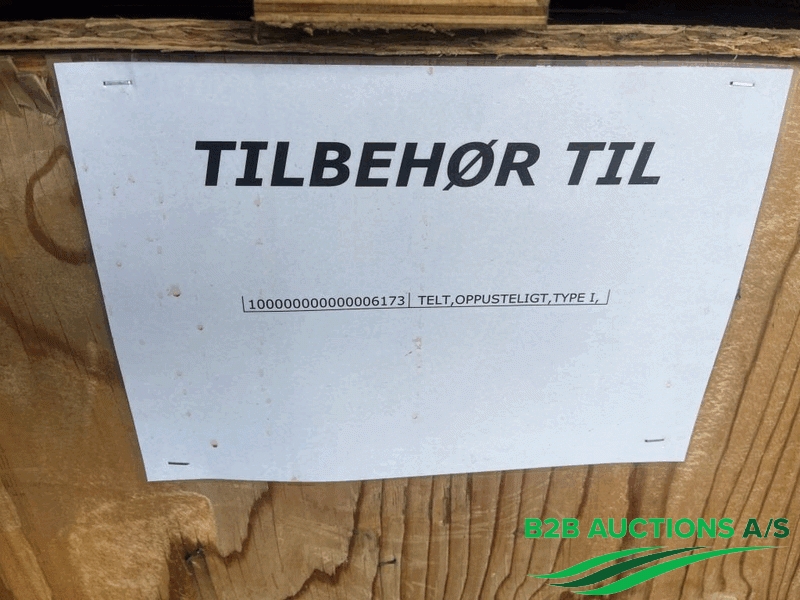 TILBEHØR TIL
100000000000006173 TELT,OPPUSTELIGT,TYPE I,
B2B AUCTIONS A/S